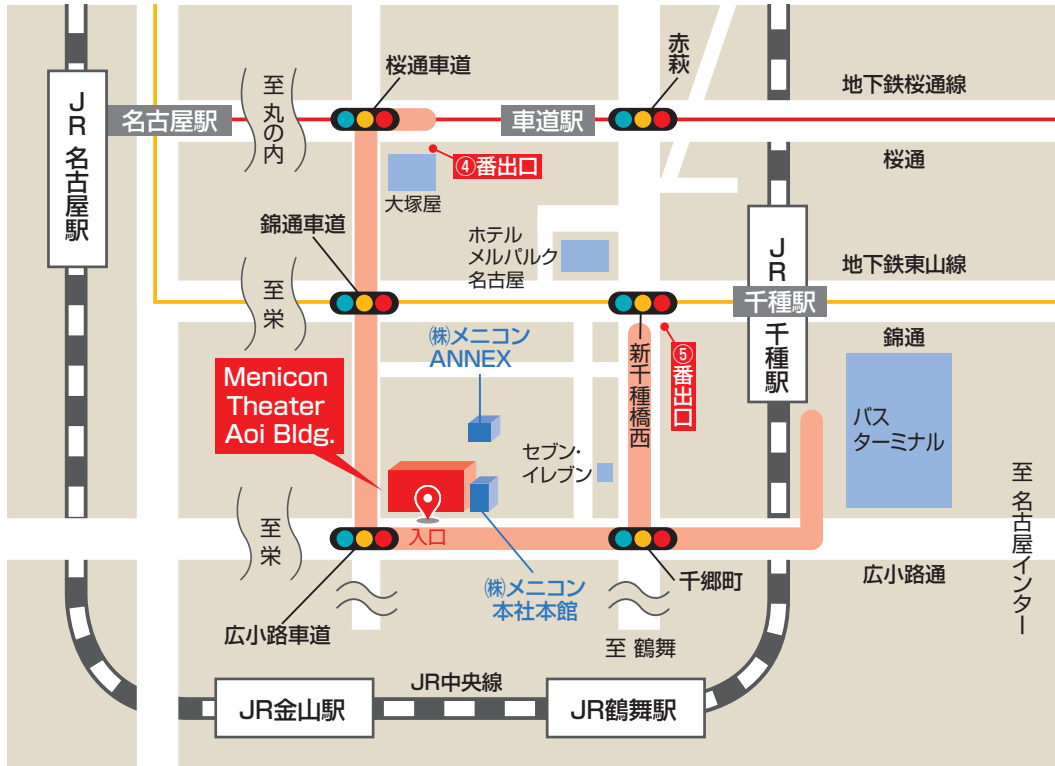 桜通車道
赤萩
地下鉄桜通線
至 丸の内
JR 名古屋駅
名古屋駅
車道駅
桜通
④番出口
大塚屋
錦通車道
ホテル
メルパルク
名古屋
JR 千種駅
地下鉄東山線
至 栄
千種駅
錦通
㈱メニコン
ANNEX
新千種橋西
⑤番出口
Menicon
Theater
Aoi Bldg.
バス
ターミナル
セブン・
イレブン
至 名古屋インター
至 栄
入口
広小路通
㈱メニコン
本社本館
千郷町
広小路車道
至 鶴舞
JR中央線
JR金山駅
JR鶴舞駅